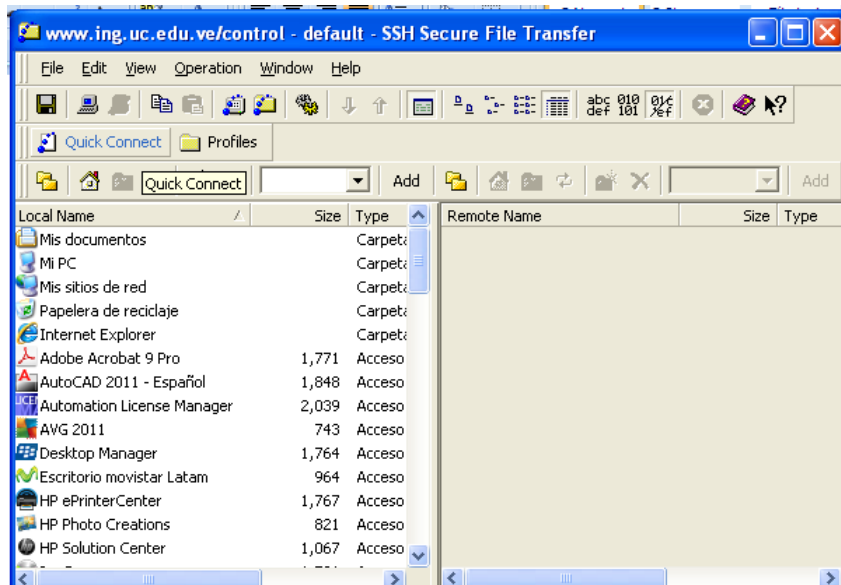 www.ing.uc.edu.ve/control - default - SSH Secure File Transfer
File Edit View Operation Window Help
abc def 010 101
Quick Connect Profiles
Quick Connect Add Add
Local Name Size Type Remote Name Size Type
Mis documentos Carpeta
Mi PC Carpeta
Mis sitios de red Carpeta
Papelera de reciclaje Carpeta
Internet Explorer Carpeta
Adobe Acrobat 9 Pro 1,771 Acceso
AutoCAD 2011 - Español 1,848 Acceso
Automation License Manager 2,039 Acceso
AVG 2011 743 Acceso
Desktop Manager 1,764 Acceso
Escritorio movistar Latam 964 Acceso
HP ePrinterCenter 1,767 Acceso
HP Photo Creations 821 Acceso
HP Solution Center 1,067 Acceso